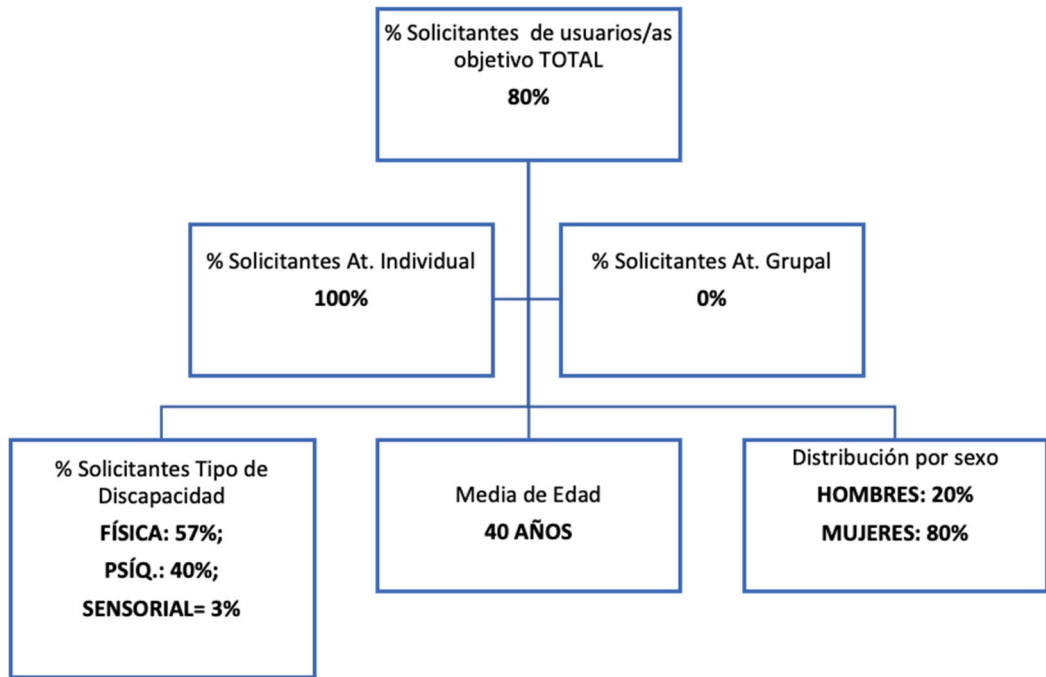 % Solicitantes de usuarios/as
objetivo TOTAL
80%
% Solicitantes At. Individual
100%
% Solicitantes At. Grupal
0%
% Solicitantes Tipo de
Discapacidad
FÍSICA: 57%;
PSÍQ.: 40%;
SENSORIAL= 3%
Media de Edad
40 AÑOS
Distribución por sexo
HOMBRES: 20%
MUJERES: 80%